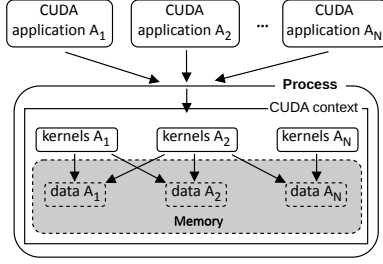 CUDA
application A1
CUDA
application A2
...
CUDA
application AN
Process
CUDA context
kernels A1
kernels A2
kernels AN
data A1
data A2
data AN
Memory